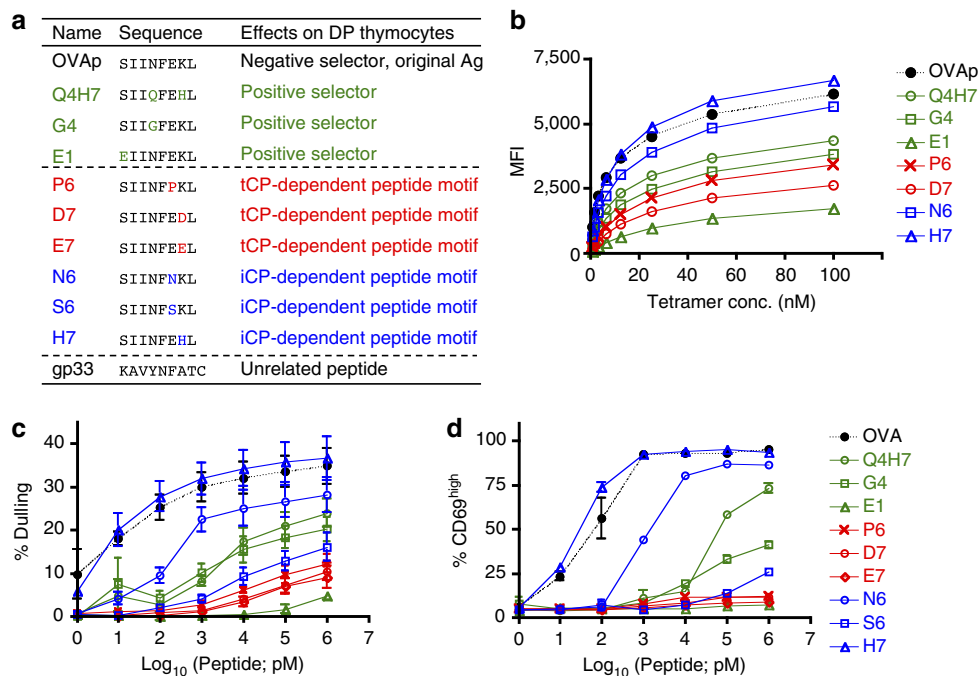 a
Name Sequence Effects on DP thymocytes
OVAp SIINFEKL Negative selector, original Ag
Q4H7 SIIQFEHL Positive selector
G4 SIIGFEKL Positive selector
E1 EIINFEKL Positive selector
P6 SIINFPKL tCP-dependent peptide motif
D7 SIINFEDL tCP-dependent peptide motif
E7 SIINFEEL tCP-dependent peptide motif
N6 SIINFNKL iCP-dependent peptide motif
S6 SIINFSKL iCP-dependent peptide motif
H7 SIINFEHL iCP-dependent peptide motif
gp33 KAVYNFATC Unrelated peptide
b
MFI
7,500
5,000
2,500
0
0 20 40 60 80 100
Tetramer conc. (nM)
OVAp
Q4H7
G4
E1
P6
D7
N6
H7
c
% Dulling
40
30
20
10
0
0 1 2 3 4 5 6 7
Log10 (Peptide; pM)
d
% CD69high
100
75
50
25
0
0 1 2 3 4 5 6 7
Log10 (Peptide; pM)
OVA
Q4H7
G4
E1
P6
D7
E7
N6
S6
H7